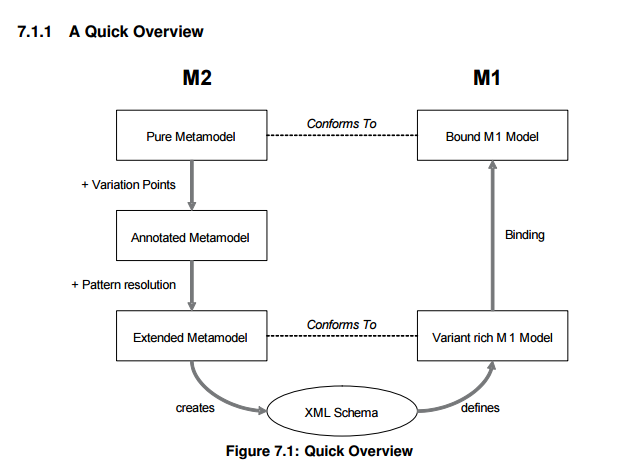 7.1.1 A Quick Overview
M2
M1
Pure Metamodel
Conforms To
Bound M1 Model
+ Variation Points
Annotated Metamodel
Binding
+ Pattern resolution
Extended Metamodel
Conforms To
Variant rich M1 Model
creates
XML Schema
defines
Figure 7.1: Quick Overview